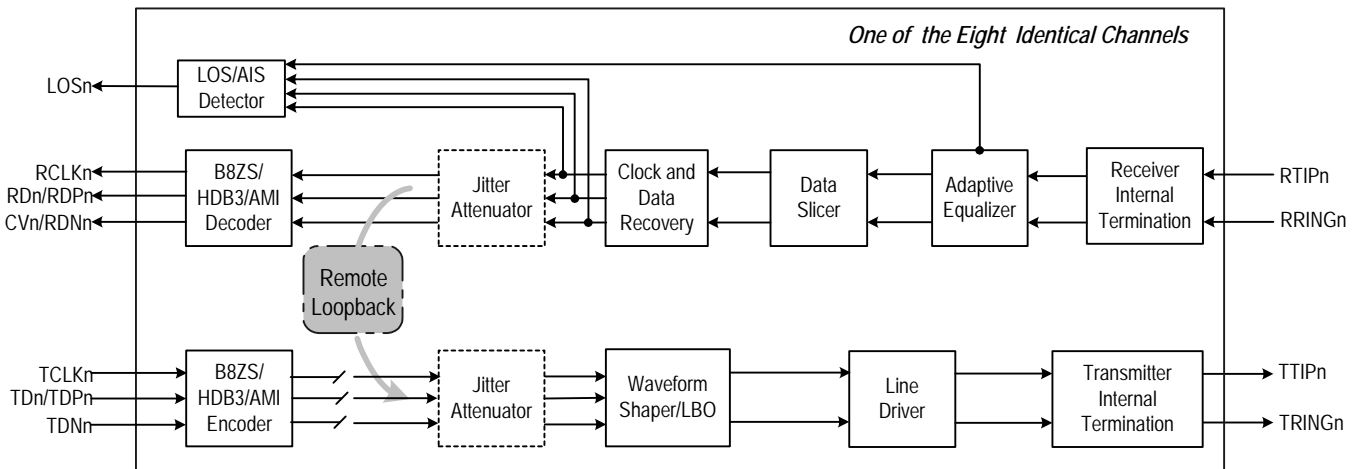 One of the Eight Identical Channels
LOSn
LOS/AIS
Detector
RCLKn
RDn/RDPn
CVn/RDNn
B8ZS/
HDB3/AMI
Decoder
Jitter
Attenuator
Clock and
Data
Recovery
Data
Slicer
Adaptive
Equalizer
Receiver
Internal
Termination
RTIPn
RRINGn
Remote
Loopback
TCLKn
TDn/TDPn
TDNn
B8ZS/
HDB3/AMI
Encoder
Jitter
Attenuator
Waveform
Shaper/LBO
Line
Driver
Transmitter
Internal
Termination
TTIPn
TRINGn